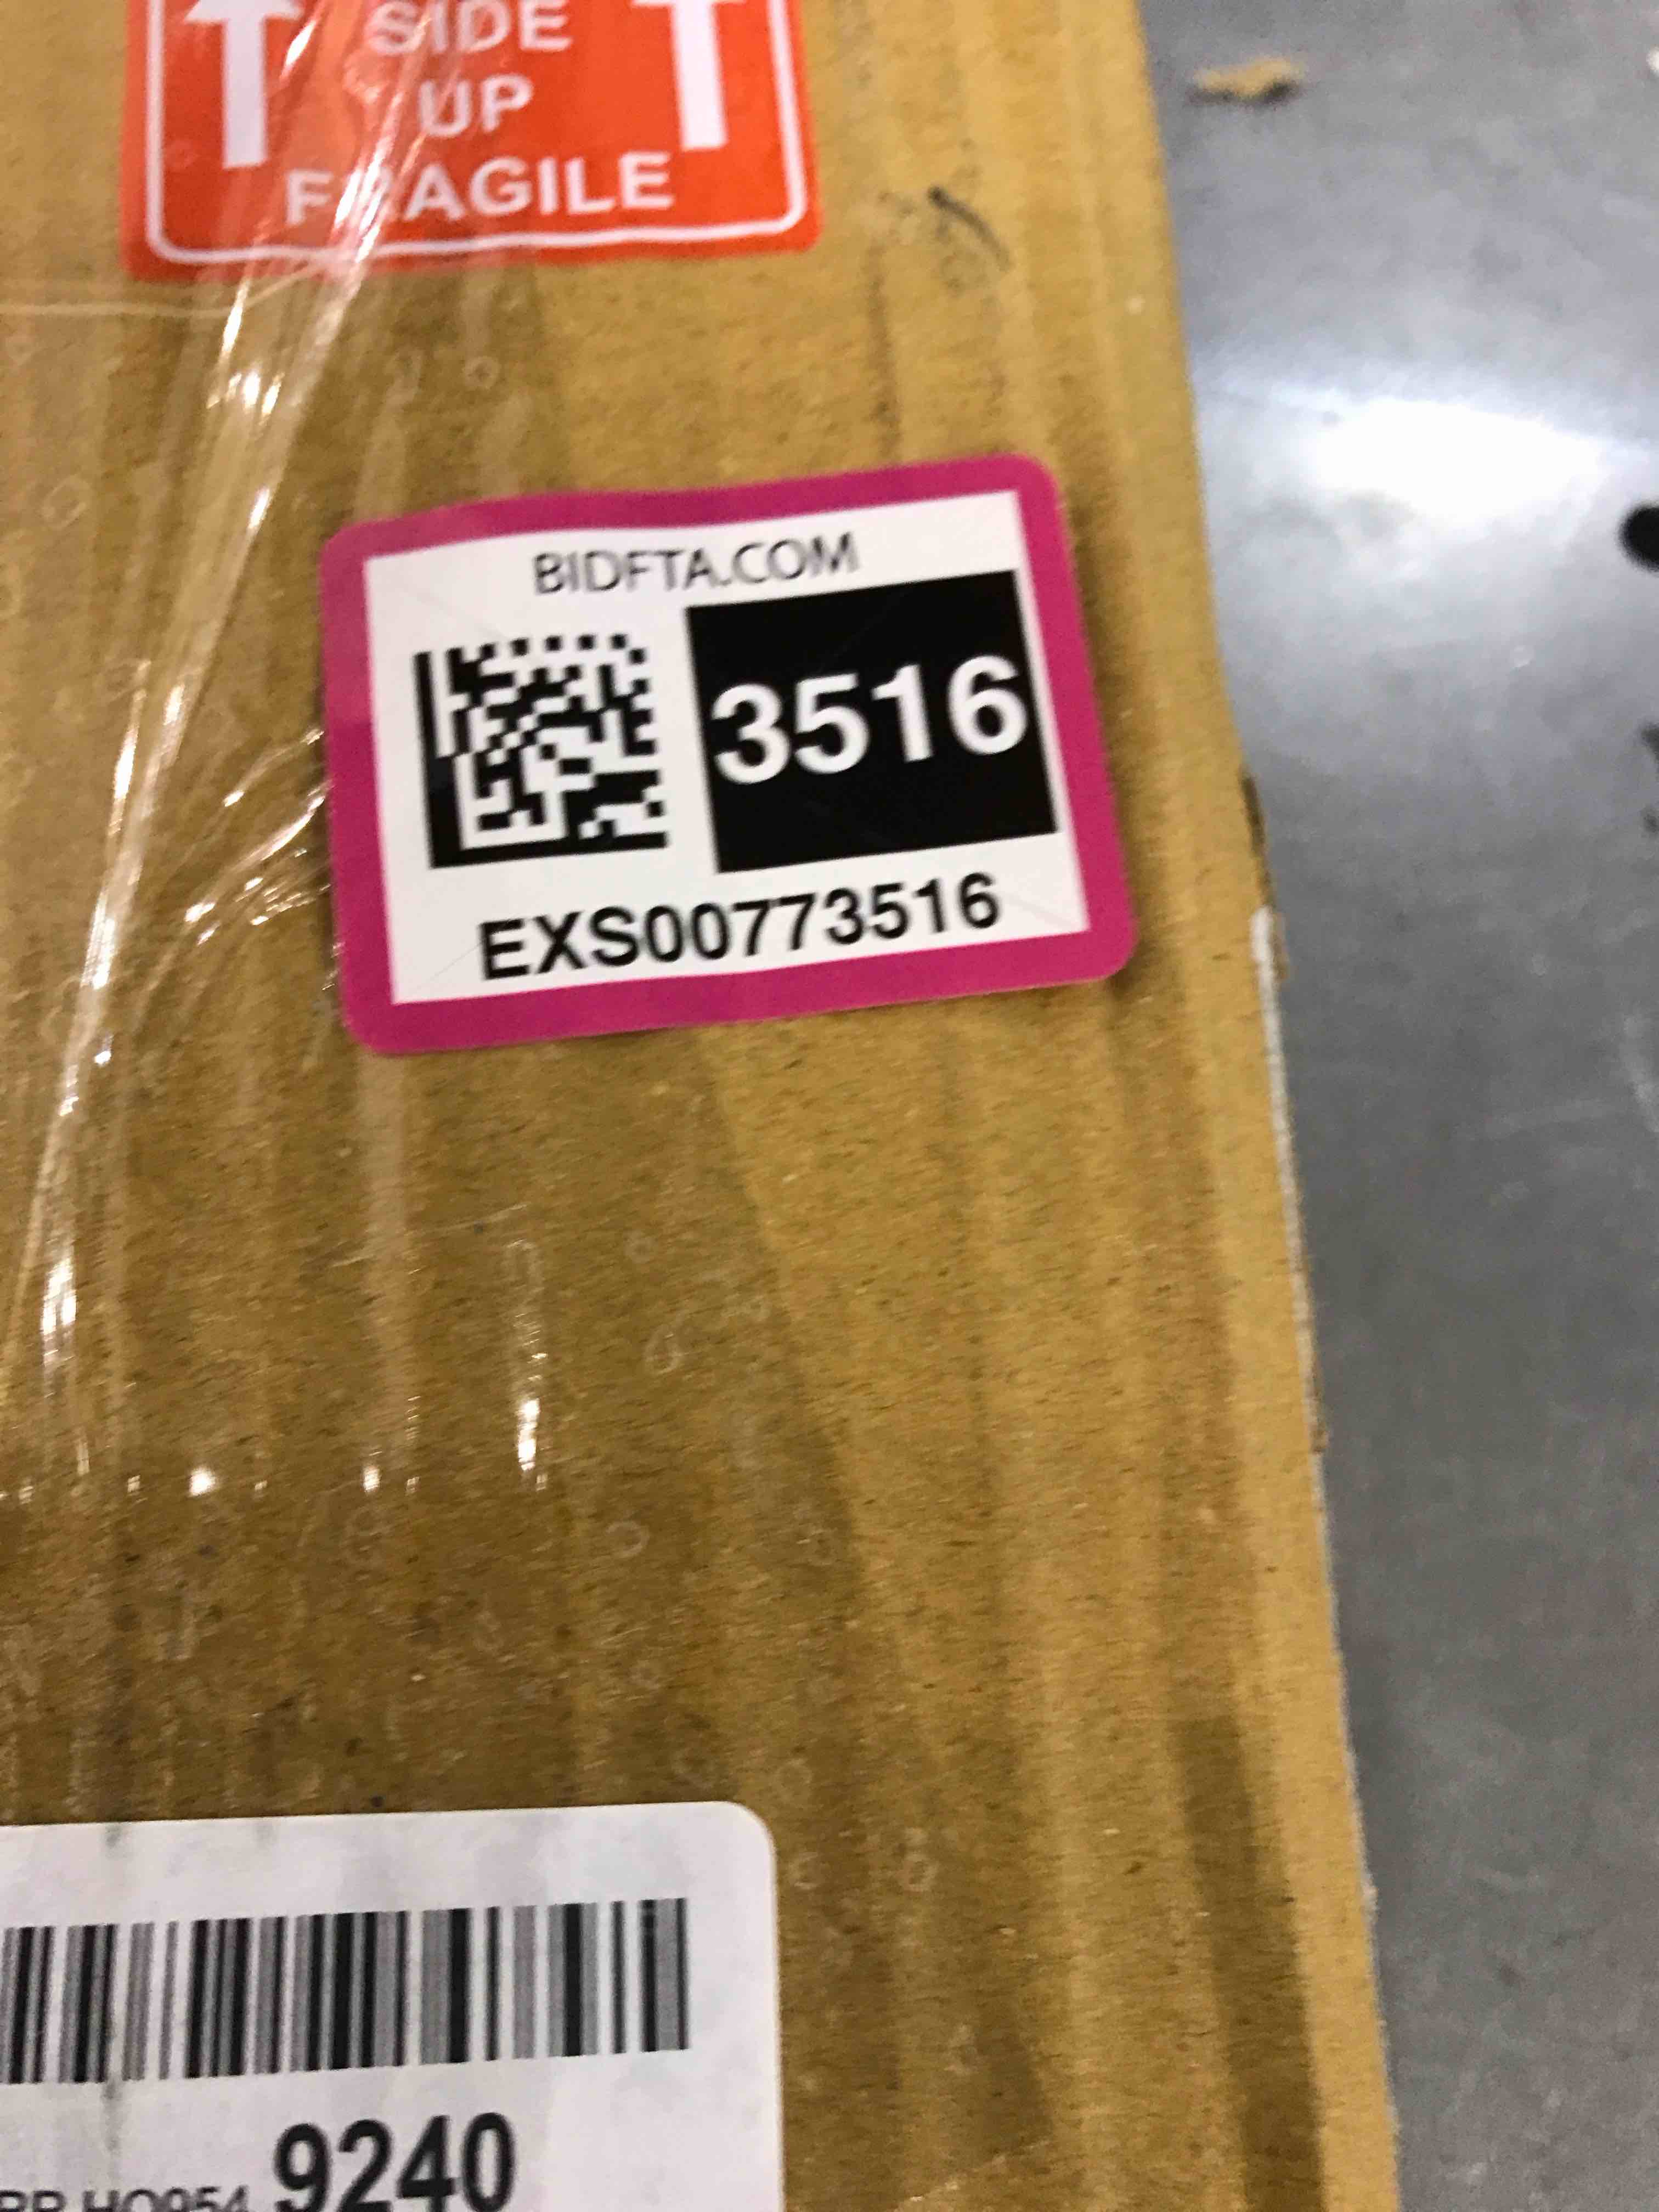 SIDE
UP
FRAGILE
BIDFTA.COM
3516
EXS00773516
9240